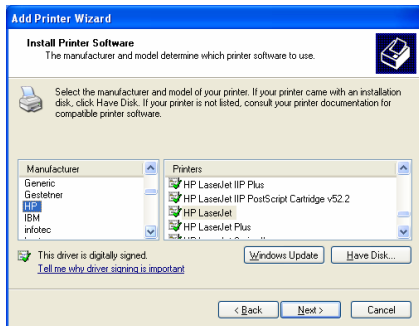 Add Printer Wizard
Install Printer Software
The manufacturer and model determine which printer software to use.
Select the manufacturer and model of your printer. If your printer came with an installation
disk, click Have Disk. If your printer is not listed, consult your printer documentation for
compatible printer software.
Manufacturer
Generic
Gestetner
HP
IBM
infotec
Printers
HP LaserJet IIP Plus
HP LaserJet IIP PostScript Cartridge v52.2
HP LaserJet
HP LaserJet Plus
This driver is digitally signed.
Tell me why driver signing is important
Windows Update
Have Disk...
< Back
Next >
Cancel